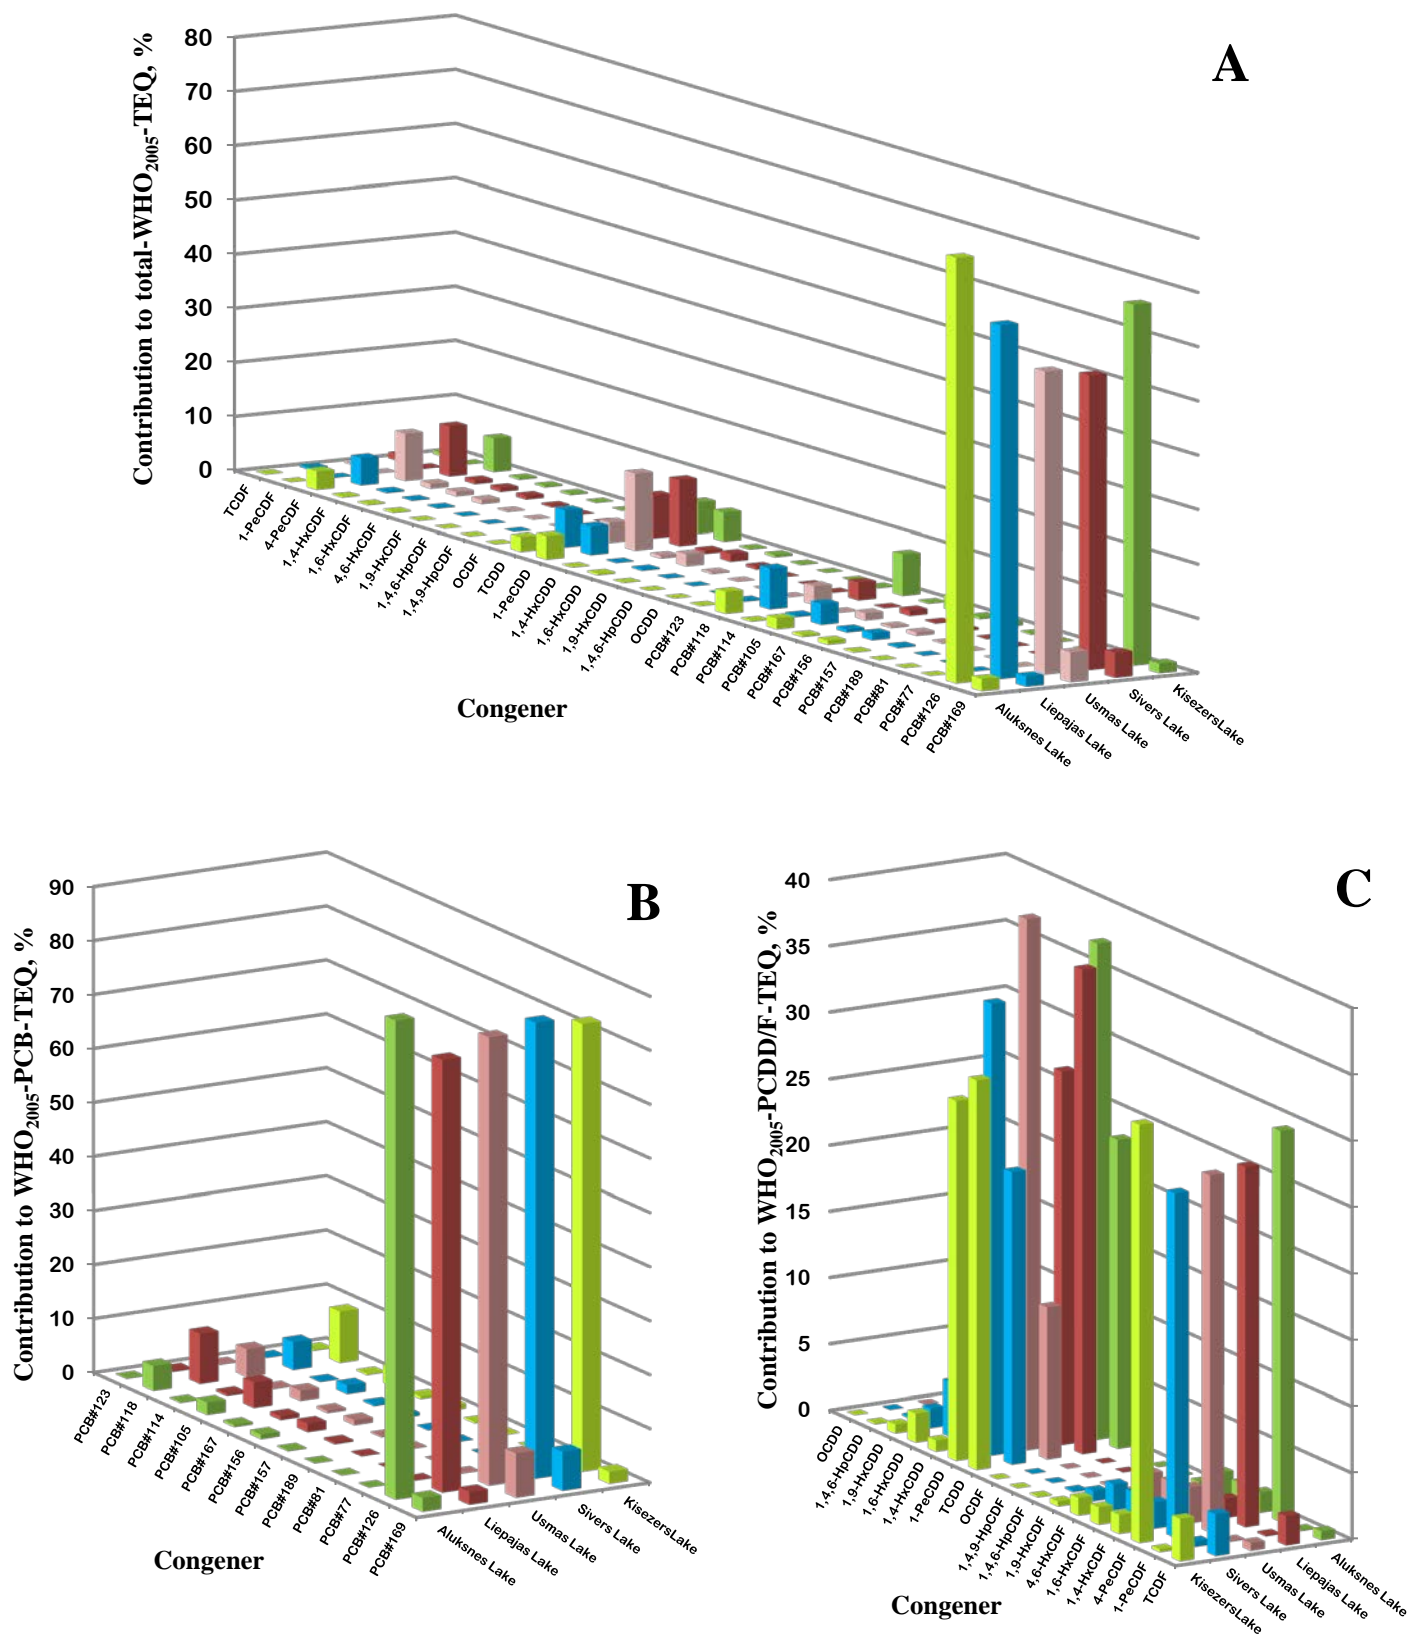 A
Contribution to total-WHO2005-TEQ, %
80
70
60
50
40
30
20
10
0
TCDF
1-PeCDF
4-PeCDF
1,4-HxCDF
1,6-HxCDF
4,6-HxCDF
1,9-HxCDF
1,4,6-HpCDF
1,4,9-HpCDF
OCDF
TCDD
1-PeCDD
1,4-HxCDD
1,6-HxCDD
1,9-HxCDD
1,4,6-HpCDD
OCDD
PCB#123
PCB#118
PCB#114
PCB#105
PCB#167
PCB#156
PCB#157
PCB#189
PCB#81
PCB#77
PCB#126
PCB#169
Aluksnes Lake
Liepajas Lake
Usmas Lake
Sivers Lake
KisezersLake
Congener
B
Contribution to WHO2005-PCB-TEQ, %
90
80
70
60
50
40
30
20
10
0
PCB#123
PCB#118
PCB#114
PCB#105
PCB#167
PCB#156
PCB#157
PCB#189
PCB#81
PCB#77
PCB#126
PCB#169
Aluksnes Lake
Liepajas Lake
Usmas Lake
Sivers Lake
KisezersLake
Congener
C
Contribution to WHO2005-PCDD/F-TEQ, %
40
35
30
25
20
15
10
5
0
OCDD
1,4,6-HpCDD
1,9-HxCDD
1,6-HxCDD
1,4-HxCDD
1-PeCDD
TCDD
OCDF
1,4,9-HpCDF
1,4,6-HpCDF
1,9-HxCDF
4,6-HxCDF
1,6-HxCDF
1,4-HxCDF
4-PeCDF
1-PeCDF
TCDF
KisezersLake
Sivers Lake
Usmas Lake
Liepajas Lake
Aluksnes Lake
Congener